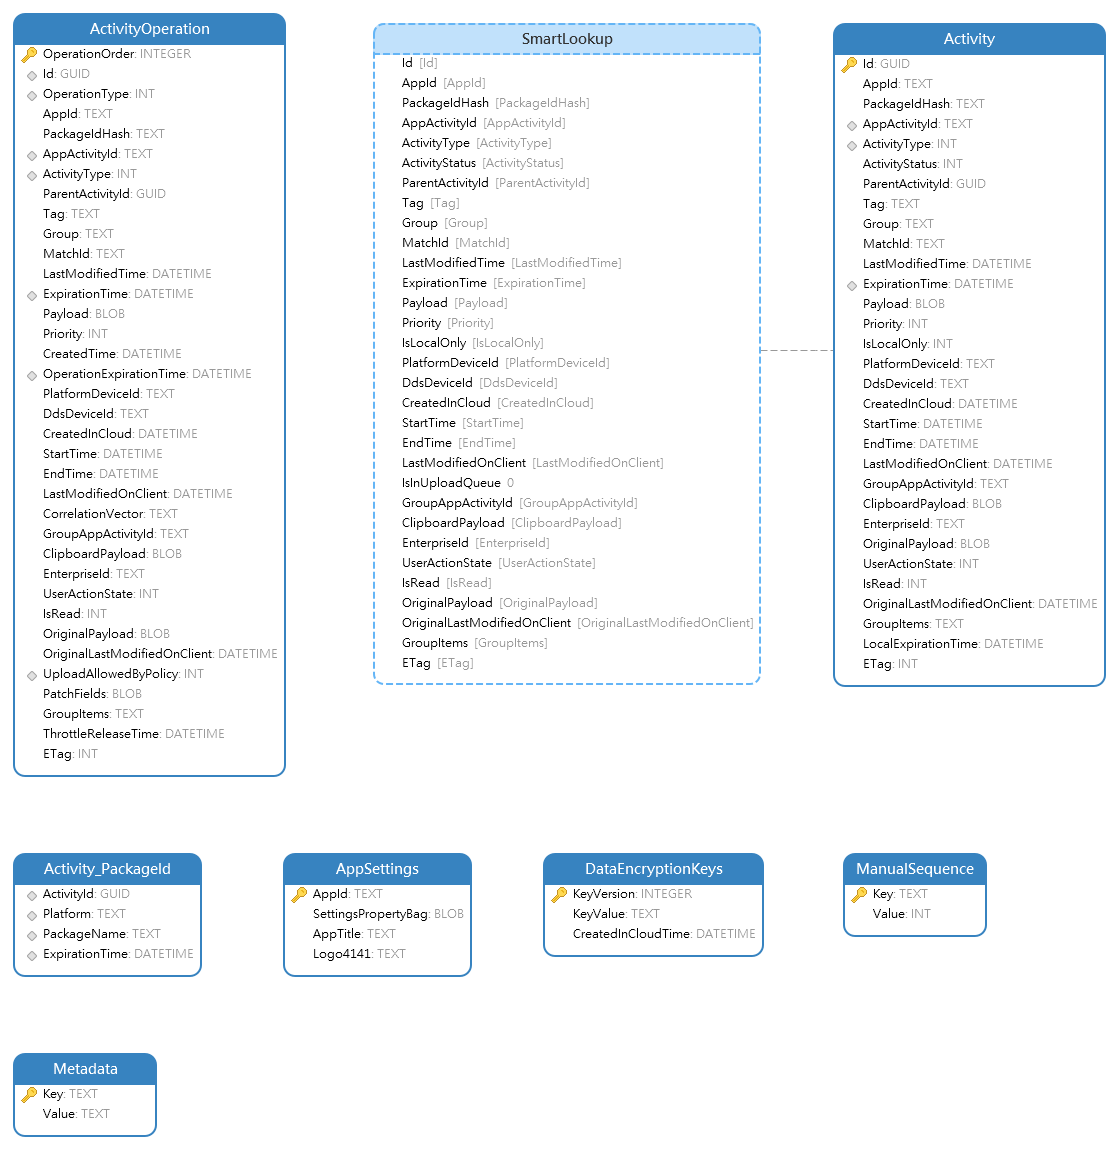 ActivityOperation
OperationOrder: INTEGER
Id: GUID
OperationType: INT
AppId: TEXT
PackageIdHash: TEXT
AppActivityId: TEXT
ActivityType: INT
ParentActivityId: GUID
Tag: TEXT
Group: TEXT
MatchId: TEXT
LastModifiedTime: DATETIME
ExpirationTime: DATETIME
Payload: BLOB
Priority: INT
CreatedTime: DATETIME
OperationExpirationTime: DATETIME
PlatformDeviceId: TEXT
DdsDeviceId: TEXT
CreatedInCloud: DATETIME
StartTime: DATETIME
EndTime: DATETIME
LastModifiedOnClient: DATETIME
CorrelationVector: TEXT
GroupAppActivityId: TEXT
ClipboardPayload: BLOB
EnterpriseId: TEXT
UserActionState: INT
IsRead: INT
OriginalPayload: BLOB
OriginalLastModifiedOnClient: DATETIME
UploadAllowedByPolicy: INT
PatchFields: BLOB
GroupItems: TEXT
ThrottleReleaseTime: DATETIME
ETag: INT
SmartLookup
Id [Id]
AppId [AppId]
PackageIdHash [PackageIdHash]
AppActivityId [AppActivityId]
ActivityType [ActivityType]
ActivityStatus [ActivityStatus]
ParentActivityId [ParentActivityId]
Tag [Tag]
Group [Group]
MatchId [MatchId]
LastModifiedTime [LastModifiedTime]
ExpirationTime [ExpirationTime]
Payload [Payload]
Priority [Priority]
IsLocalOnly [IsLocalOnly]
PlatformDeviceId [PlatformDeviceId]
DdsDeviceId [DdsDeviceId]
CreatedInCloud [CreatedInCloud]
StartTime [StartTime]
EndTime [EndTime]
LastModifiedOnClient [LastModifiedOnClient]
IsInUploadQueue 0
GroupAppActivityId [GroupAppActivityId]
ClipboardPayload [ClipboardPayload]
EnterpriseId [EnterpriseId]
UserActionState [UserActionState]
IsRead [IsRead]
OriginalPayload [OriginalPayload]
OriginalLastModifiedOnClient [OriginalLastModifiedOnClient]
GroupItems [GroupItems]
ETag [ETag]
Activity
Id: GUID
AppId: TEXT
PackageIdHash: TEXT
AppActivityId: TEXT
ActivityType: INT
ActivityStatus: INT
ParentActivityId: GUID
Tag: TEXT
Group: TEXT
MatchId: TEXT
LastModifiedTime: DATETIME
ExpirationTime: DATETIME
Payload: BLOB
Priority: INT
IsLocalOnly: INT
PlatformDeviceId: TEXT
DdsDeviceId: TEXT
CreatedInCloud: DATETIME
StartTime: DATETIME
EndTime: DATETIME
LastModifiedOnClient: DATETIME
GroupAppActivityId: TEXT
ClipboardPayload: BLOB
EnterpriseId: TEXT
OriginalPayload: BLOB
UserActionState: INT
IsRead: INT
OriginalLastModifiedOnClient: DATETIME
GroupItems: TEXT
LocalExpirationTime: DATETIME
ETag: INT
Activity_PackageId
ActivityId: GUID
Platform: TEXT
PackageName: TEXT
ExpirationTime: DATETIME
AppSettings
AppId: TEXT
SettingsPropertyBag: BLOB
AppTitle: TEXT
Logo4141: TEXT
DataEncryptionKeys
KeyVersion: INTEGER
KeyValue: TEXT
CreatedInCloudTime: DATETIME
ManualSequence
Key: TEXT
Value: INT
Metadata
Key: TEXT
Value: TEXT